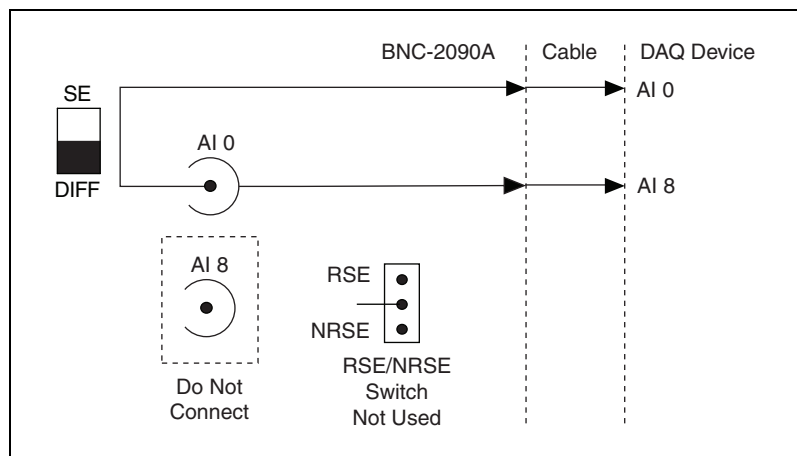 BNC-2090A
Cable
DAQ Device
SE
DIFF
AI 0
AI 0
AI 8
AI 8
Do Not
Connect
RSE
NRSE
RSE/NRSE
Switch
Not Used